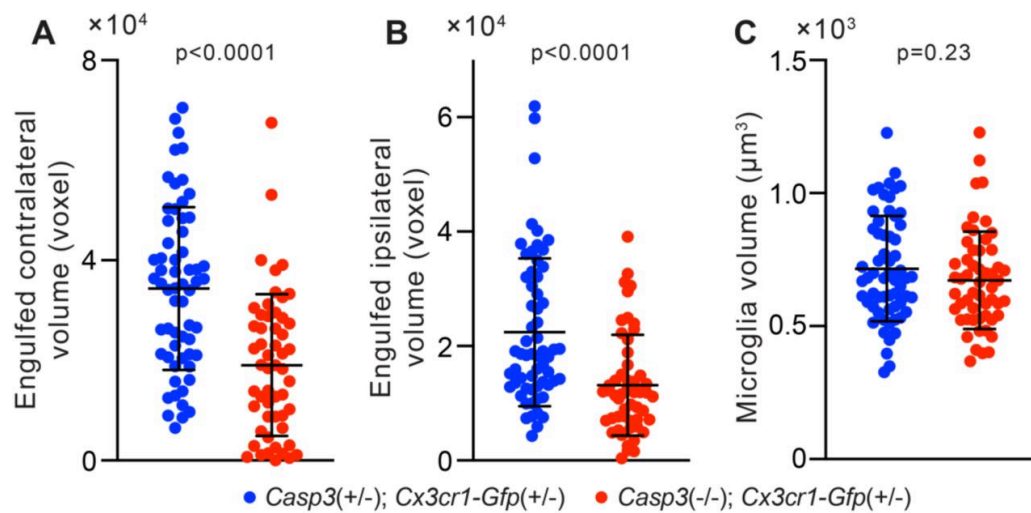 A
×10⁴
p<0.0001
8
4
0
Engulfed contralateral
volume (voxel)
B
×10⁴
p<0.0001
6
4
2
0
Engulfed ipsilateral
volume (voxel)
C
×10³
p=0.23
1.5
1.0
0.5
0
Microglia volume (µm³)
Casp3(+/-); Cx3cr1-Gfp(+/-)
Casp3(-/-); Cx3cr1-Gfp(+/-)